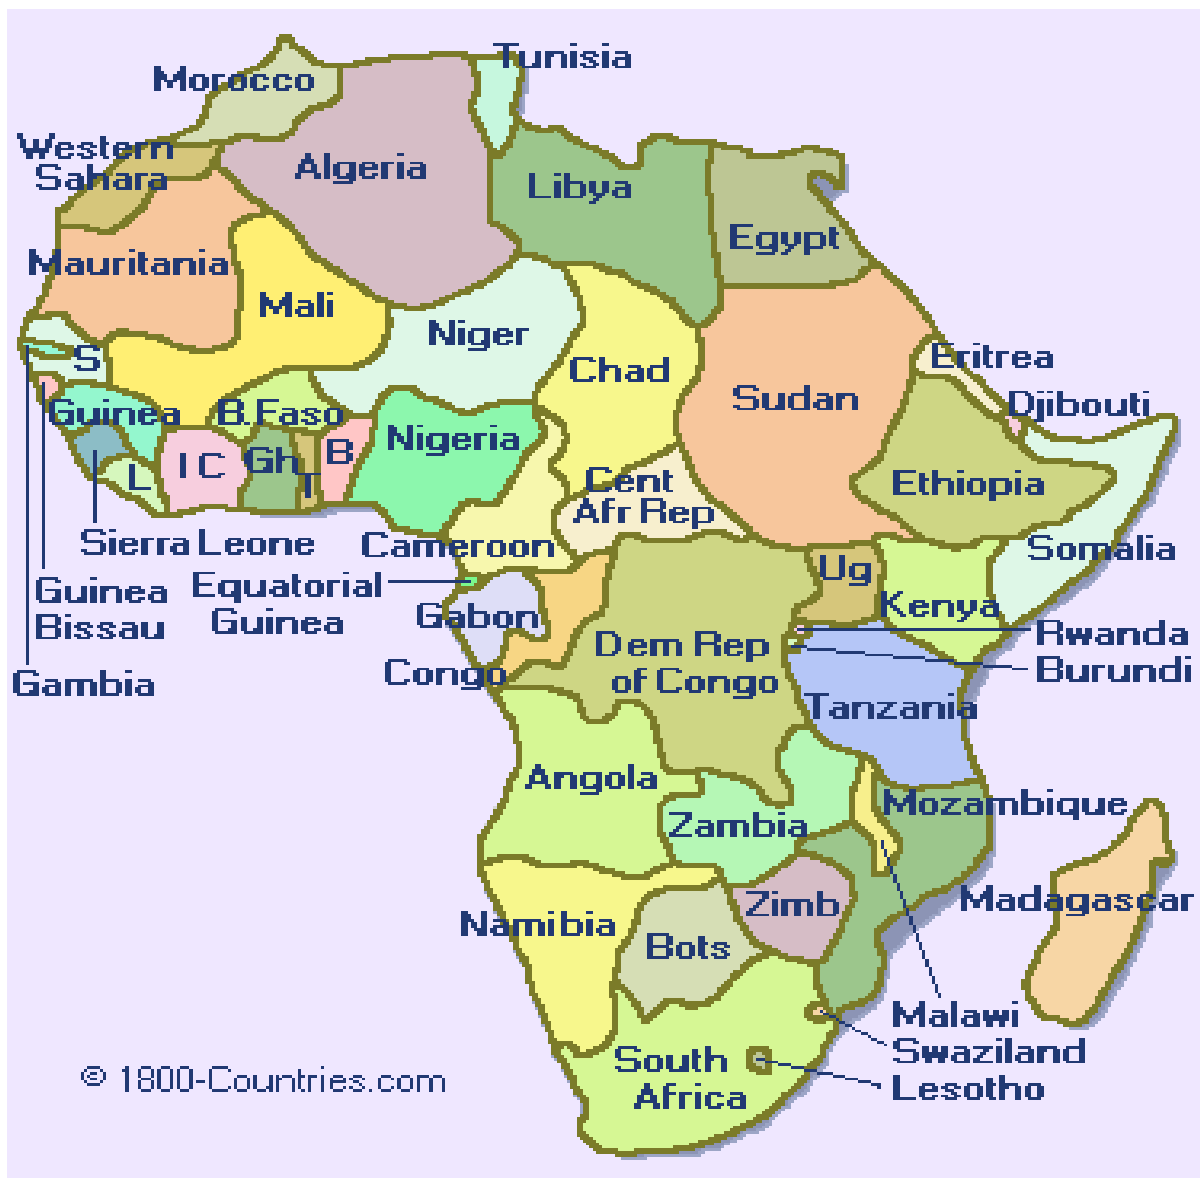 Tunisia
Morocco
Western
Sahara
Algeria
Libya
Egypt
Mauritania
Mali
Niger
Chad
Sudan
Eritrea
Djibouti
S
Guinea
B.Faso
Nigeria
I C
Gh
T
B
L
Cent
Afr Rep
Ethiopia
Somalia
Sierra Leone
Cameroon
Guinea
Bissau
Equatorial
Guinea
Gambia
Gabon
Congo
Ug
Kenya
Dem Rep
of Congo
Rwanda
Burundi
Tanzania
Angola
Zambia
Mozambique
Madagascar
Zimb
Namibia
Bots
Malawi
Swaziland
Lesotho
South
Africa
© 1800-Countries.com